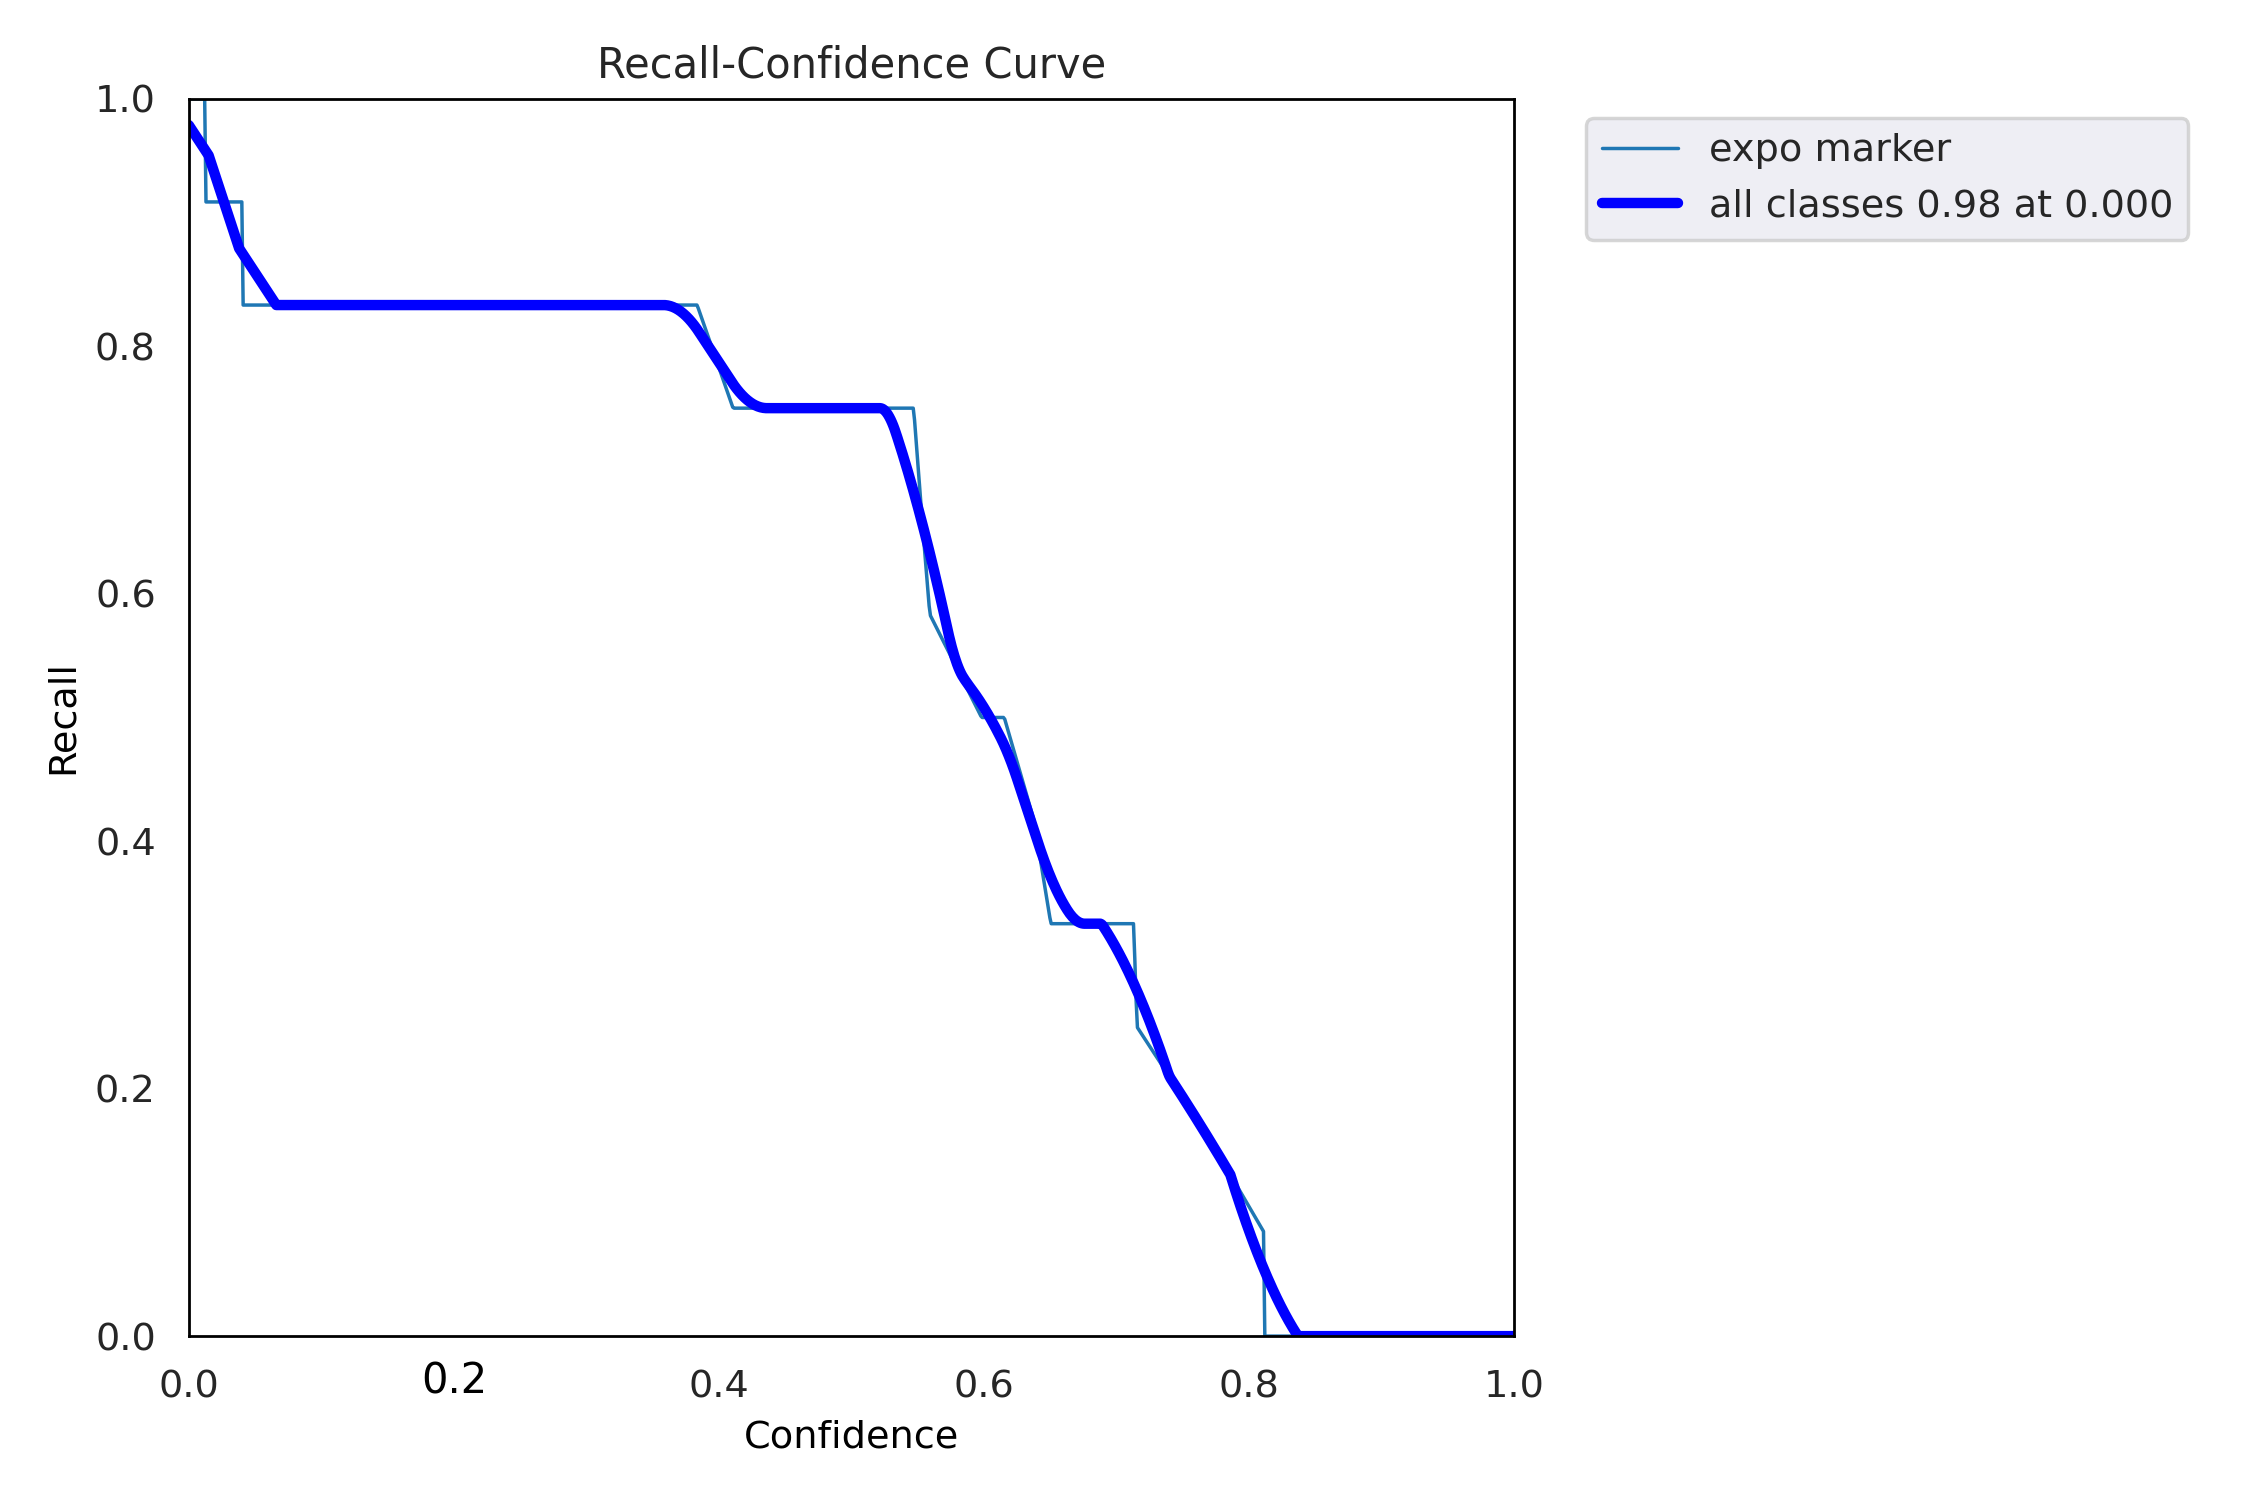 Recall-Confidence Curve
1.0
0.8
0.6
0.4
0.2
0.0
Recall
0.0 0.2 0.4 0.6 0.8 1.0
Confidence
expo marker
all classes 0.98 at 0.000